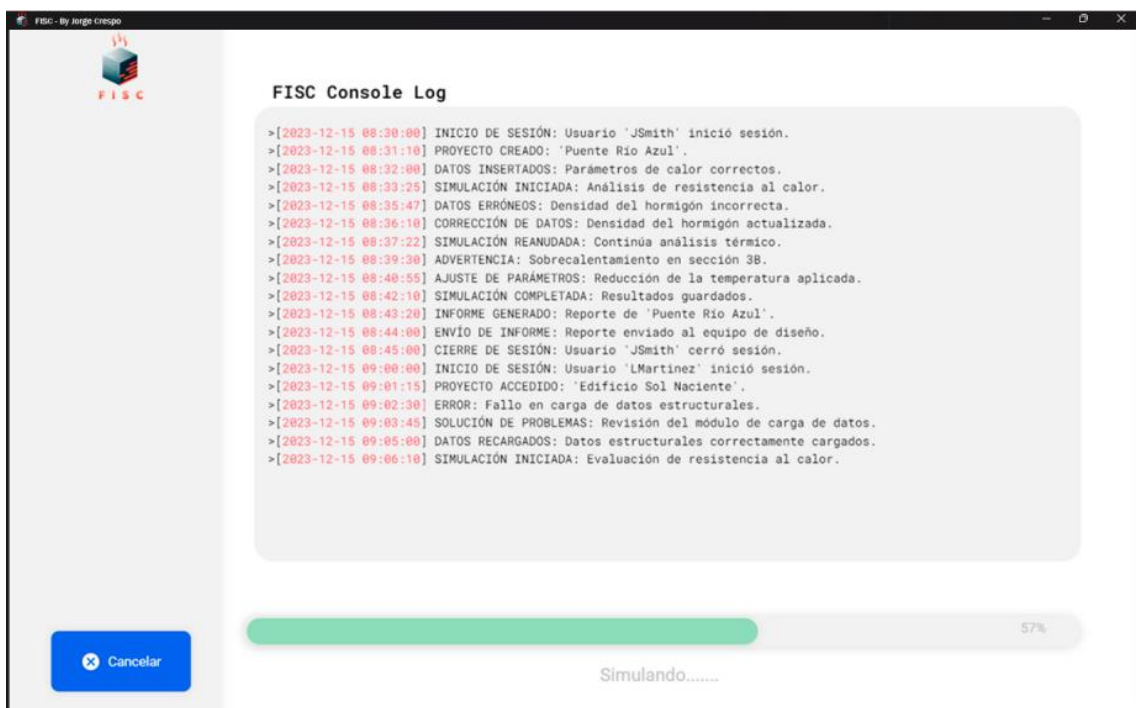 FISC - By Jorge Crespo
FISC
FISC Console Log
>[2023-12-15 08:30:00] INICIO DE SESIÓN: Usuario 'JSmith' inició sesión.
>[2023-12-15 08:31:10] PROYECTO CREADO: 'Puente Río Azul'.
>[2023-12-15 08:32:00] DATOS INSERTADOS: Parámetros de calor correctos.
>[2023-12-15 08:33:25] SIMULACIÓN INICIADA: Análisis de resistencia al calor.
>[2023-12-15 08:35:47] DATOS ERRÓNEOS: Densidad del hormigón incorrecta.
>[2023-12-15 08:36:10] CORRECCIÓN DE DATOS: Densidad del hormigón actualizada.
>[2023-12-15 08:37:22] SIMULACIÓN REANUDADA: Continúa análisis térmico.
>[2023-12-15 08:39:30] ADVERTENCIA: Sobrecalentamiento en sección 3B.
>[2023-12-15 08:40:55] AJUSTE DE PARÁMETROS: Reducción de la temperatura aplicada.
>[2023-12-15 08:42:10] SIMULACIÓN COMPLETADA: Resultados guardados.
>[2023-12-15 08:43:20] INFORME GENERADO: Reporte de 'Puente Río Azul'.
>[2023-12-15 08:44:00] ENVÍO DE INFORME: Reporte enviado al equipo de diseño.
>[2023-12-15 08:45:00] CIERRE DE SESIÓN: Usuario 'JSmith' cerró sesión.
>[2023-12-15 09:00:00] INICIO DE SESIÓN: Usuario 'LMartinez' inició sesión.
>[2023-12-15 09:01:15] PROYECTO ACCEDIDO: 'Edificio Sol Naciente'.
>[2023-12-15 09:02:30] ERROR: Fallo en carga de datos estructurales.
>[2023-12-15 09:03:45] SOLUCIÓN DE PROBLEMAS: Revisión del módulo de carga de datos.
>[2023-12-15 09:05:00] DATOS RECARGADOS: Datos estructurales correctamente cargados.
>[2023-12-15 09:06:10] SIMULACIÓN INICIADA: Evaluación de resistencia al calor.
57%
Cancelar
Simulando.......